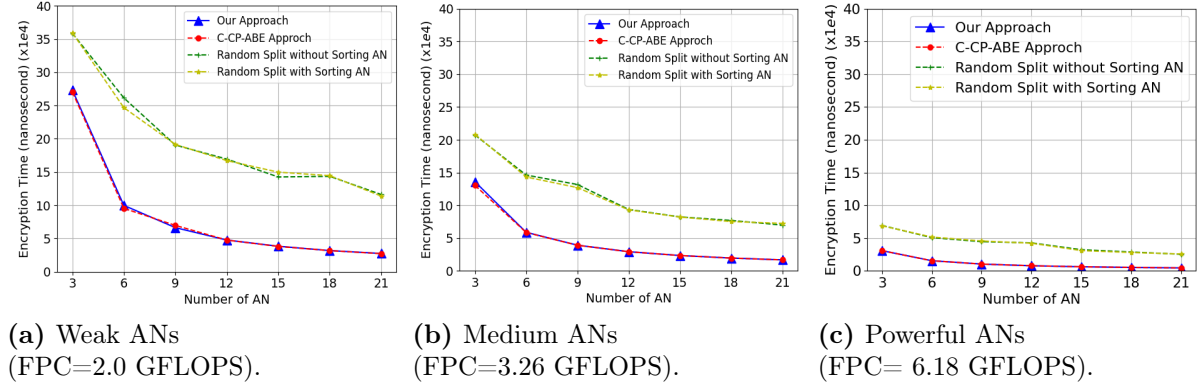 Encryption Time (nanosecond) (x1e4)
40
35
30
25
20
15
10
5
0
Our Approach
C-CP-ABE Approch
Random Split without Sorting AN
Random Split with Sorting AN
3 6 9 12 15 18 21
Number of AN
(a) Weak ANs
(FPC=2.0 GFLOPS).
Encryption Time (nanosecond) (x1e4)
40
35
30
25
20
15
10
5
0
Our Approach
C-CP-ABE Approch
Random Split without Sorting AN
Random Split with Sorting AN
3 6 9 12 15 18 21
Number of AN
(b) Medium ANs
(FPC=3.26 GFLOPS).
Encryption Time (nanosecond) (x1e4)
40
35
30
25
20
15
10
5
0
Our Approach
C-CP-ABE Approch
Random Split without Sorting AN
Random Split with Sorting AN
3 6 9 12 15 18 21
Number of AN
(c) Powerful ANs
(FPC= 6.18 GFLOPS).